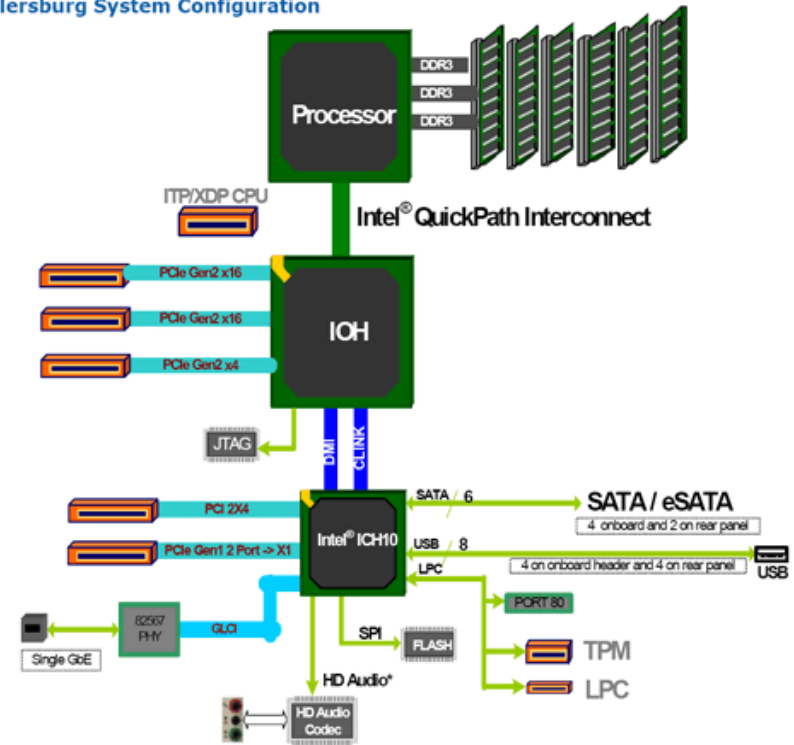 lersburg System Configuration
DDR3
DDR3
DDR3
Processor
ITP/XDP CPU
Intel® QuickPath Interconnect
PCIe Gen2 x16
PCIe Gen2 x16
IOH
PCIe Gen2 x4
JTAG
DMI
CLINK
SATA 6
SATA / eSATA
4 onboard and 2 on rear panel
PCI 2X4
Intel® ICH10
USB 8
PCIe Gen1 2 Port -> X1
4 on onboard header and 4 on rear panel
USB
LPC
PORT 80
82567
PHY
GLCI
SPI
FLASH
TPM
Single GbE
HD Audio*
LPC
HD Audio
Codec